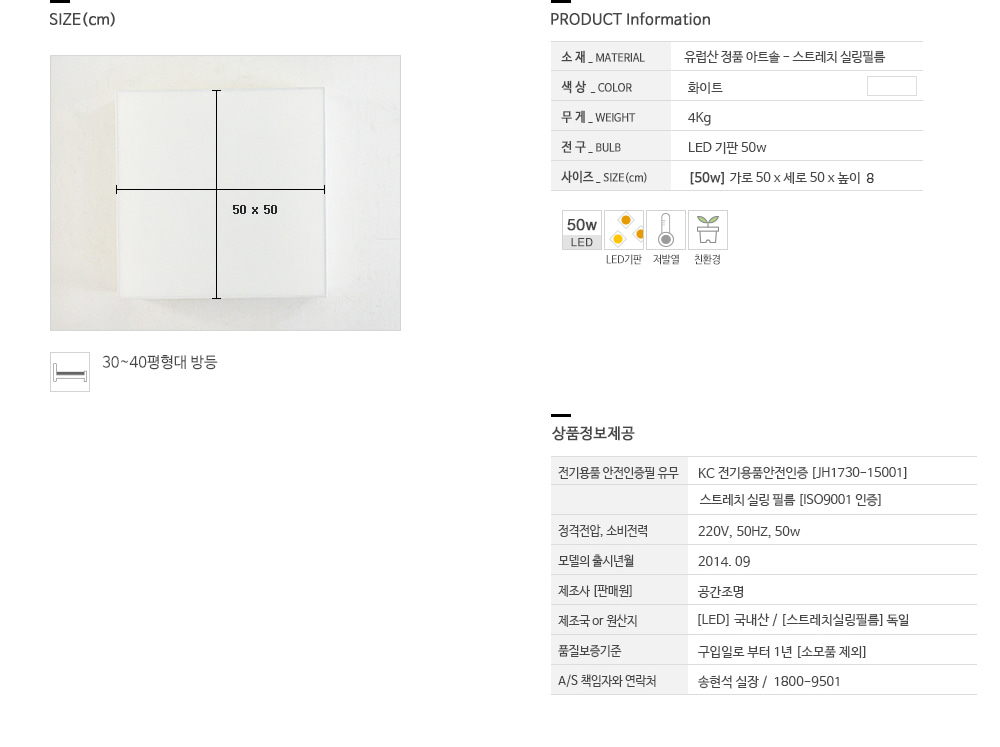 SIZE(cm)
50 x 50
30~40평형대 방등
PRODUCT Information
소 재 _ MATERIAL 유럽산 정품 아트솔 - 스트레치 실링필름
색 상 _ COLOR 화이트
무 게 _ WEIGHT 4Kg
전 구 _ BULB LED 기판 50w
사이즈 _ SIZE(cm) [50w] 가로 50 x 세로 50 x 높이 8
50w
LED
LED기판 저발열 친환경
상품정보제공
전기용품 안전인증필 유무 KC 전기용품안전인증 [JH1730-15001]
스트레치 실링 필름 [ISO9001 인증]
정격전압, 소비전력 220V, 50HZ, 50w
모델의 출시년월 2014. 09
제조사 [판매원] 공간조명
제조국 or 원산지 [LED] 국내산 / [스트레치실링필름] 독일
품질보증기준 구입일로 부터 1년 [소모품 제외]
A/S 책임자와 연락처 송현석 실장 / 1800-9501